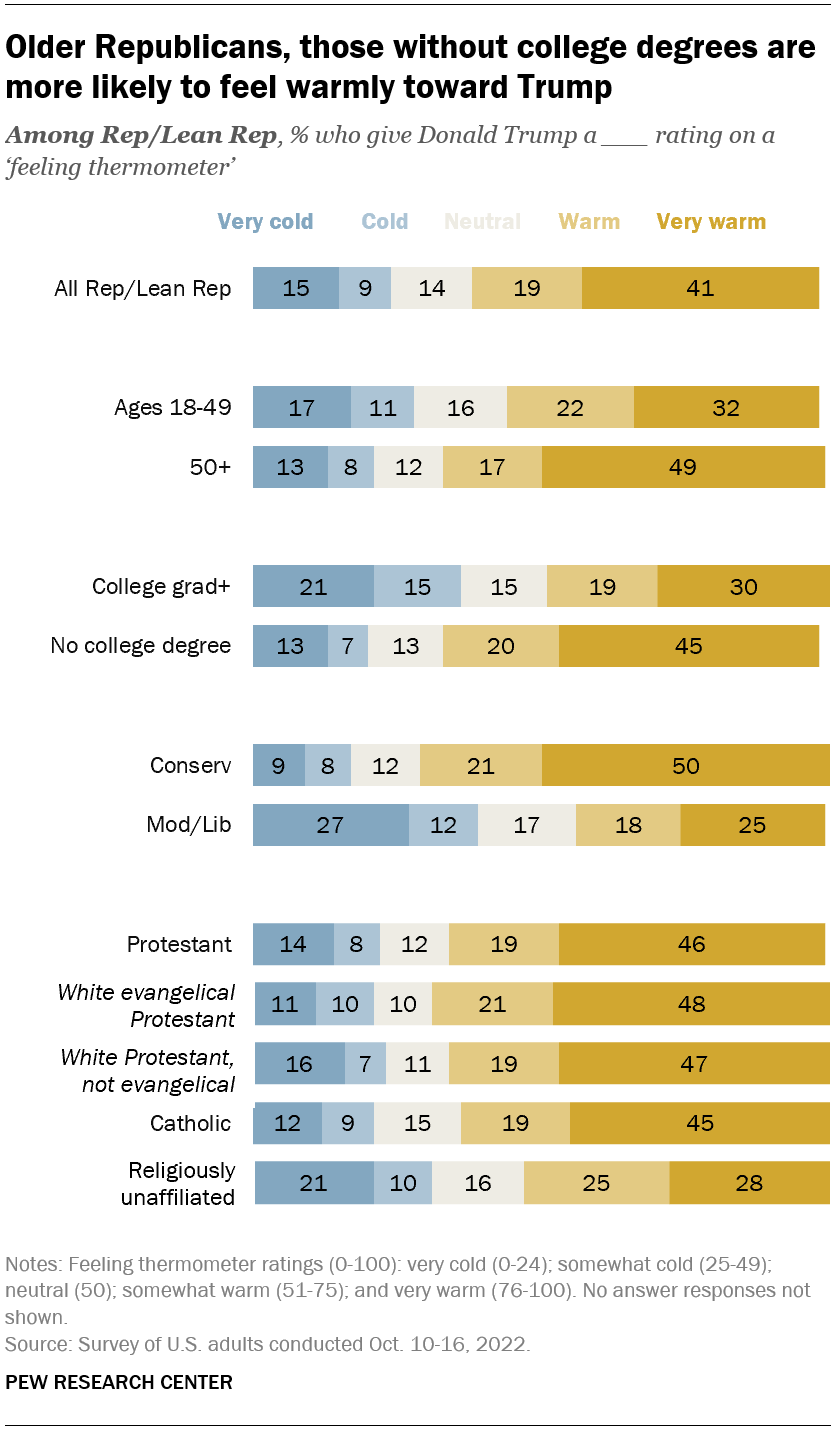 Older Republicans, those without college degrees are
more likely to feel warmly toward Trump
Among Rep/Lean Rep, % who give Donald Trump a ___ rating on a
‘feeling thermometer’
Very cold Cold Neutral Warm Very warm
All Rep/Lean Rep 15 9 14 19 41
Ages 18-49 17 11 16 22 32
50+ 13 8 12 17 49
College grad+ 21 15 15 19 30
No college degree 13 7 13 20 45
Conserv 9 8 12 21 50
Mod/Lib 27 12 17 18 25
Protestant 14 8 12 19 46
White evangelical
Protestant 11 10 10 21 48
White Protestant,
not evangelical 16 7 11 19 47
Catholic 12 9 15 19 45
Religiously
unaffiliated 21 10 16 25 28
Notes: Feeling thermometer ratings (0-100): very cold (0-24); somewhat cold (25-49);
neutral (50); somewhat warm (51-75); and very warm (76-100). No answer responses not
shown.
Source: Survey of U.S. adults conducted Oct. 10-16, 2022.
PEW RESEARCH CENTER